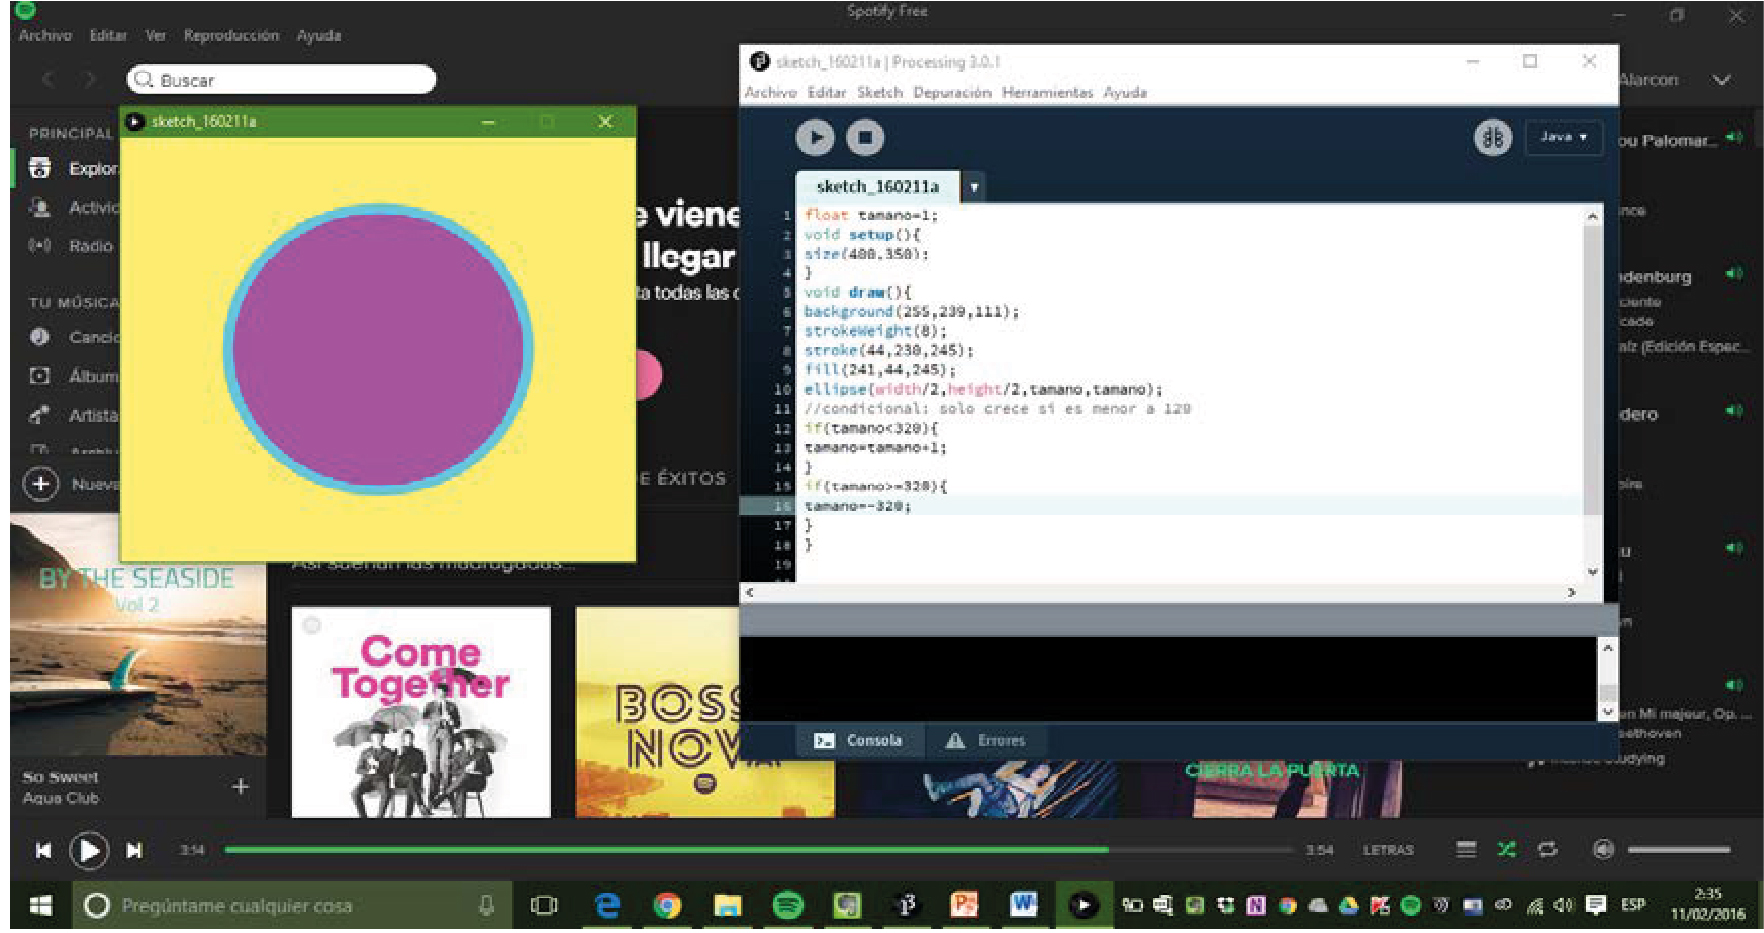 Spotify Free
Archivo Editar Ver Reproducción Ayuda
Buscar
Alarcon
PRINCIPAL
Explor
Activic
Radio
TU MÚSICA
Cancio
Álbum
Artista
Nueva
sketch_160211a
e viene
llegar
ta todas las c
E ÉXITOS
Así suenan las madrugadas...
sketch_160211a | Processing 3.0.1
Archivo Editar Sketch Depuración Herramientas Ayuda
Java
sketch_160211a
1 float tamano=1;
2 void setup(){
3 size(400,350);
4 }
5 void draw(){
6 background(255,239,111);
7 strokeWeight(8);
8 stroke(44,230,245);
9 fill(241,44,245);
10 ellipse(width/2,height/2,tamano,tamano);
11 //condicional: solo crece si es menor a 120
12 if(tamano<320){
13 tamano=tamano+1;
14 }
15 if(tamano>=320){
16 tamano=-320;
17 }
18 }
19
Consola
Errores
ou Palomar...
nce
denburg
ciente
cado
aíz (Edición Espec...
dero
oire
u
en Mi majeur, Op. ...
eethoven
Intense Studying
BY THE SEASIDE
Vol 2
So Sweet
Aqua Club
Come
Together
BOSS
NOVA
CIERRA LA PUERTA
3:14
3:54
LETRAS
Pregúntame cualquier cosa
ESP
2:35
11/02/2016